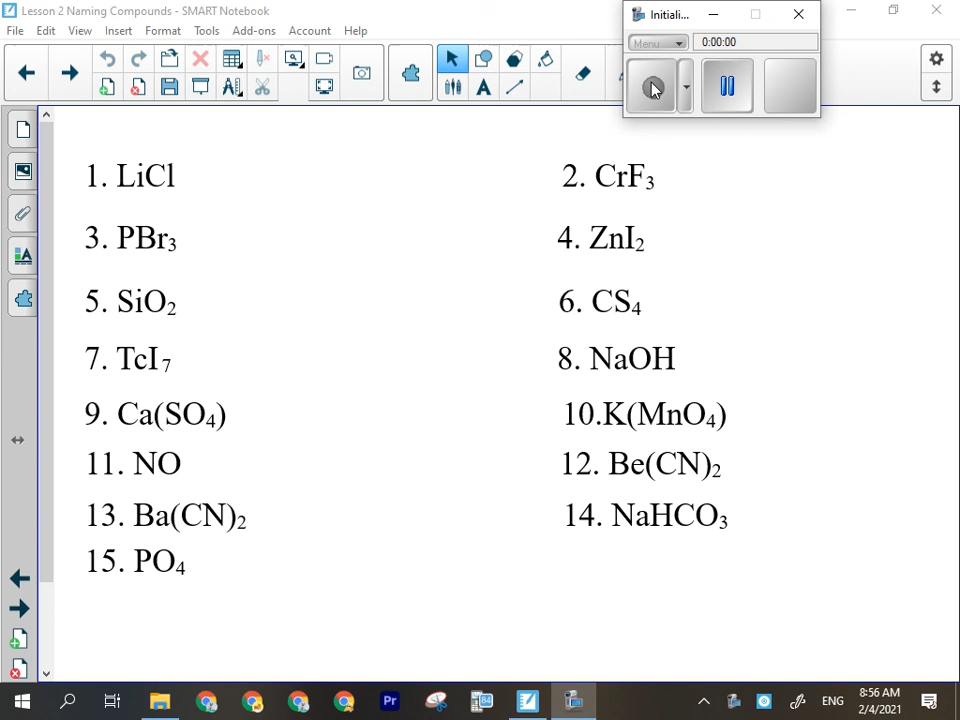 Lesson 2 Naming Compounds - SMART Notebook
Initiali...
File Edit View Insert Format Tools Add-ons Account Help
Menu 0:00:00
1. LiCl 2. CrF₃
3. PBr₃ 4. ZnI₂
5. SiO₂ 6. CS₄
7. TcI₇ 8. NaOH
9. Ca(SO₄) 10.K(MnO₄)
11. NO 12. Be(CN)₂
13. Ba(CN)₂ 14. NaHCO₃
15. PO₄
Pr
ENG
8:56 AM
2/4/2021